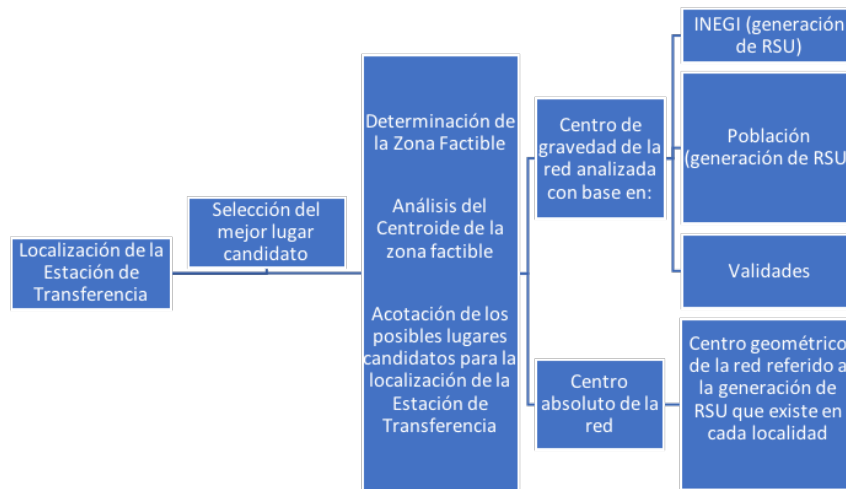 Localización de la
Estación de
Transferencia
Selección del
mejor lugar
candidato
Determinación de
la Zona Factible
Análisis del
Centroide de la
zona factible
Acotación de los
posibles lugares
candidatos para la
localización de la
Estación de
Transferencia
Centro de
gravedad de la
red analizada
con base en:
INEGI (generación
de RSU)
Población
(generación de RSU
Validades
Centro
absoluto de la
red
Centro geométrico
de la red referido a
la generación de
RSU que existe en
cada localidad